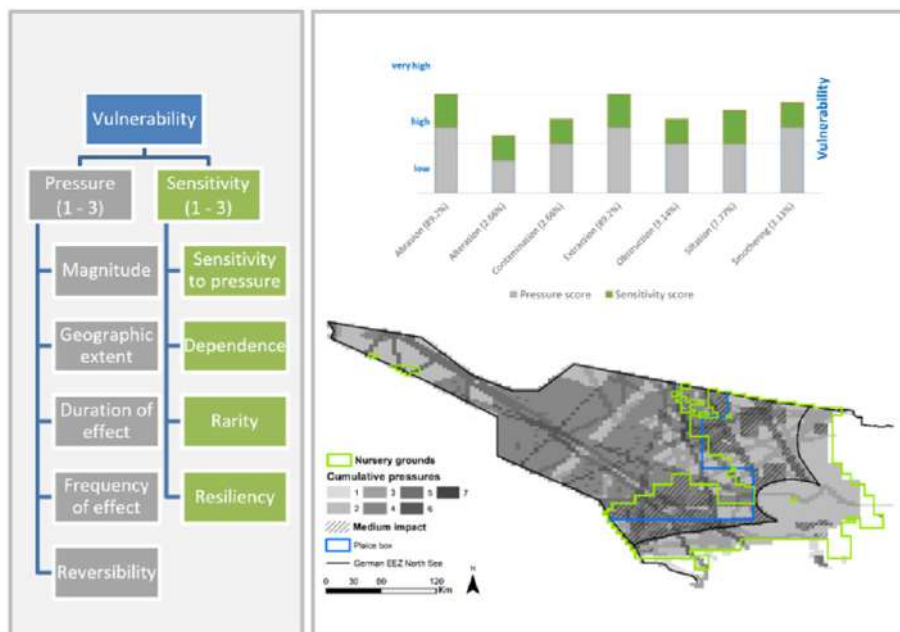 Vulnerability
Pressure
(1 - 3)
Sensitivity
(1 - 3)
Magnitude
Sensitivity
to pressure
Geographic
extent
Dependence
Duration of
effect
Rarity
Frequency
of effect
Resiliency
Reversibility
very high
high
low
Vulnerability
Abrasion (89.2%)
Alteration (2.66%)
Contamination (2.66%)
Extraction (89.2%)
Obstruction (3.14%)
Siltation (7.77%)
Smothering (2.13%)
Pressure score
Sensitivity score
Nursery grounds
Cumulative pressures
1 3 5 7
2 4 6
Medium impact
Plaice box
German EEZ North Sea
N
0 30 60 120
Km